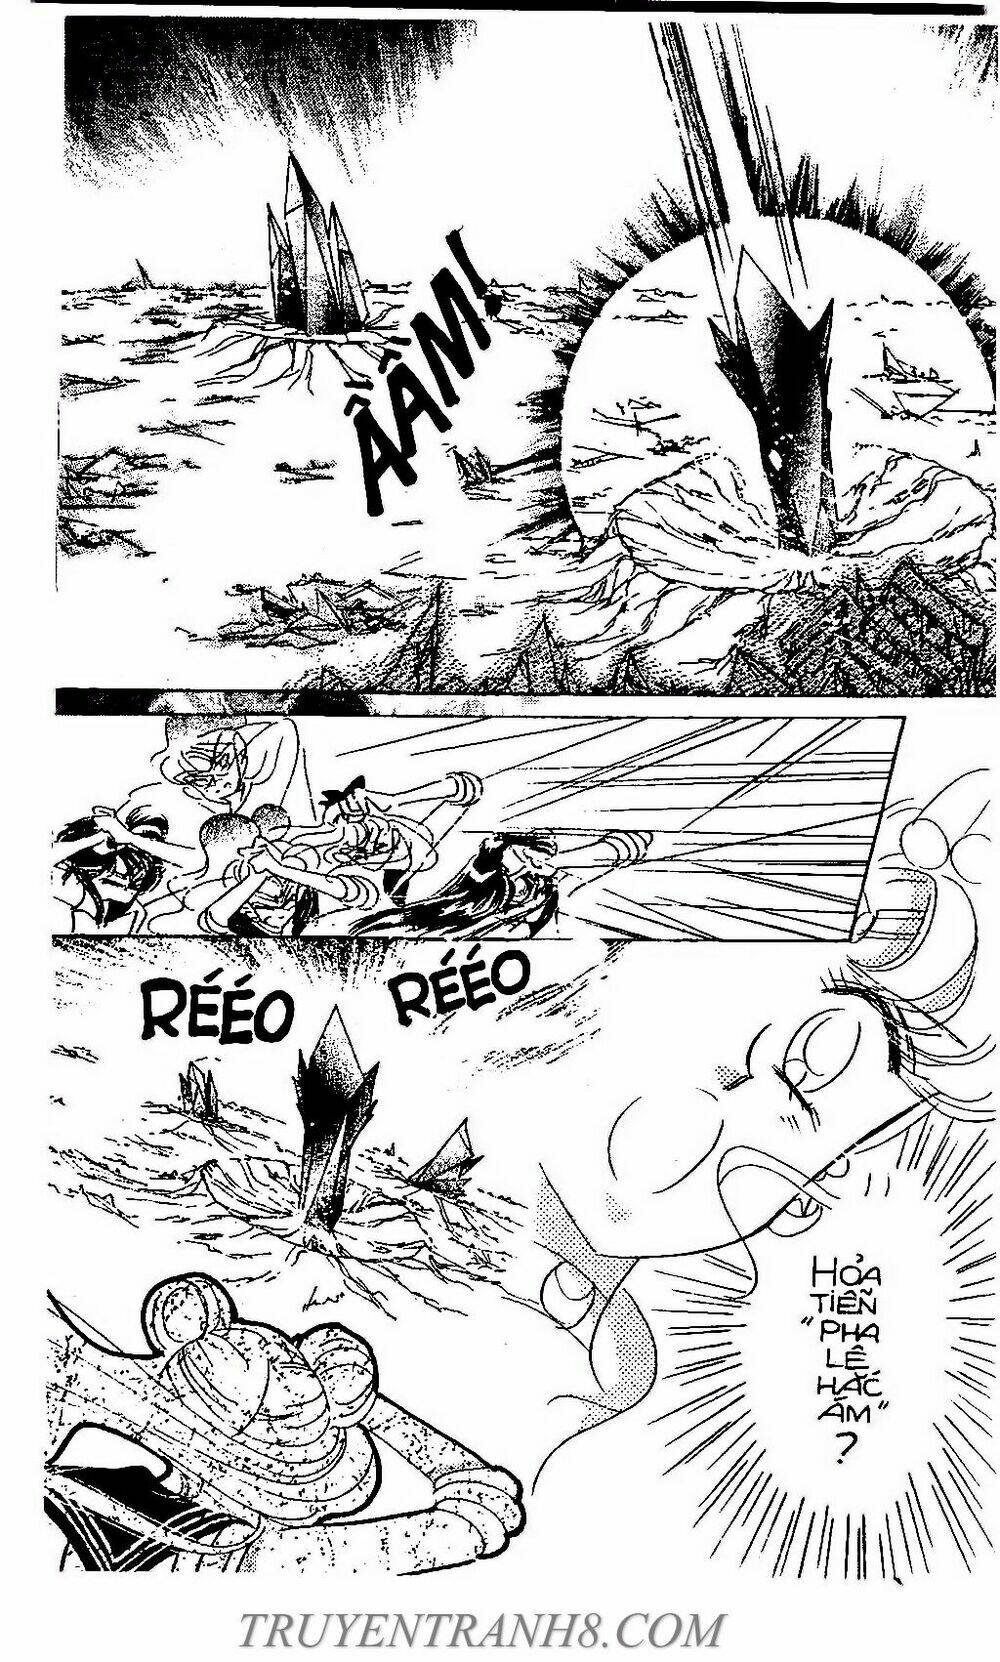 ẦẦM!
RÉÉO
RÉÉO
HỎA
TIỄN
"PHA
LÊ
HẮC
ÁM"
?
TRUYENTRANH8.COM